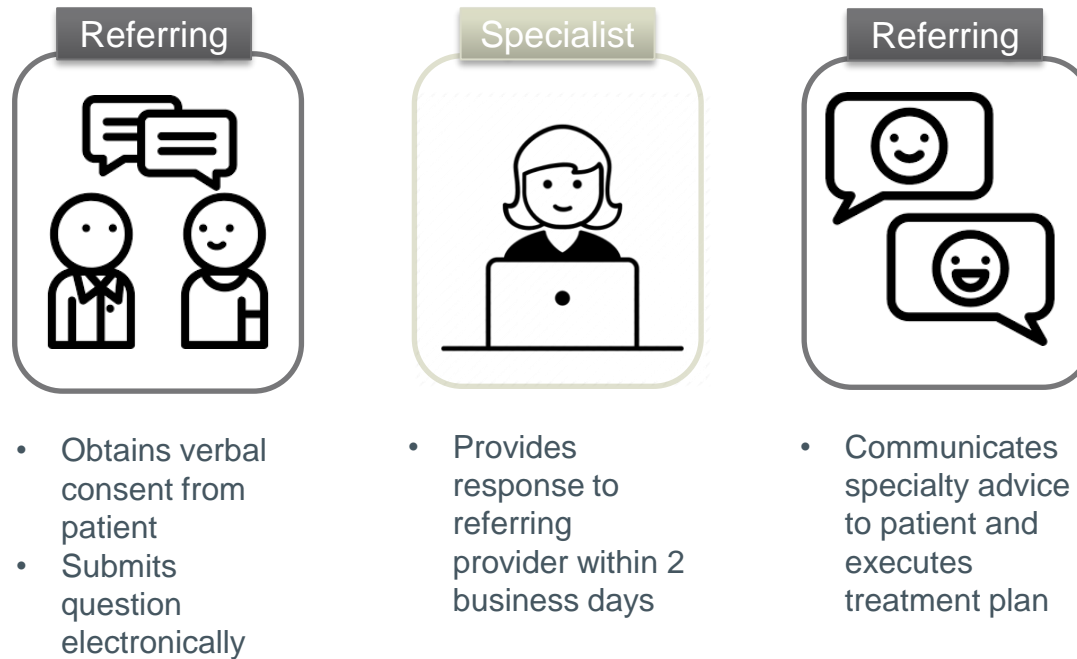 Referring
• Obtains verbal
consent from
patient
• Submits
question
electronically
Specialist
• Provides
response to
referring
provider within 2
business days
Referring
• Communicates
specialty advice
to patient and
executes
treatment plan